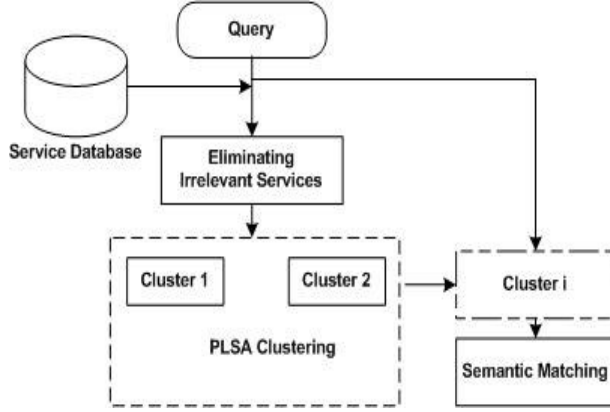 Query
Service Database
Eliminating
Irrelevant Services
Cluster 1
Cluster 2
Cluster i
PLSA Clustering
Semantic Matching